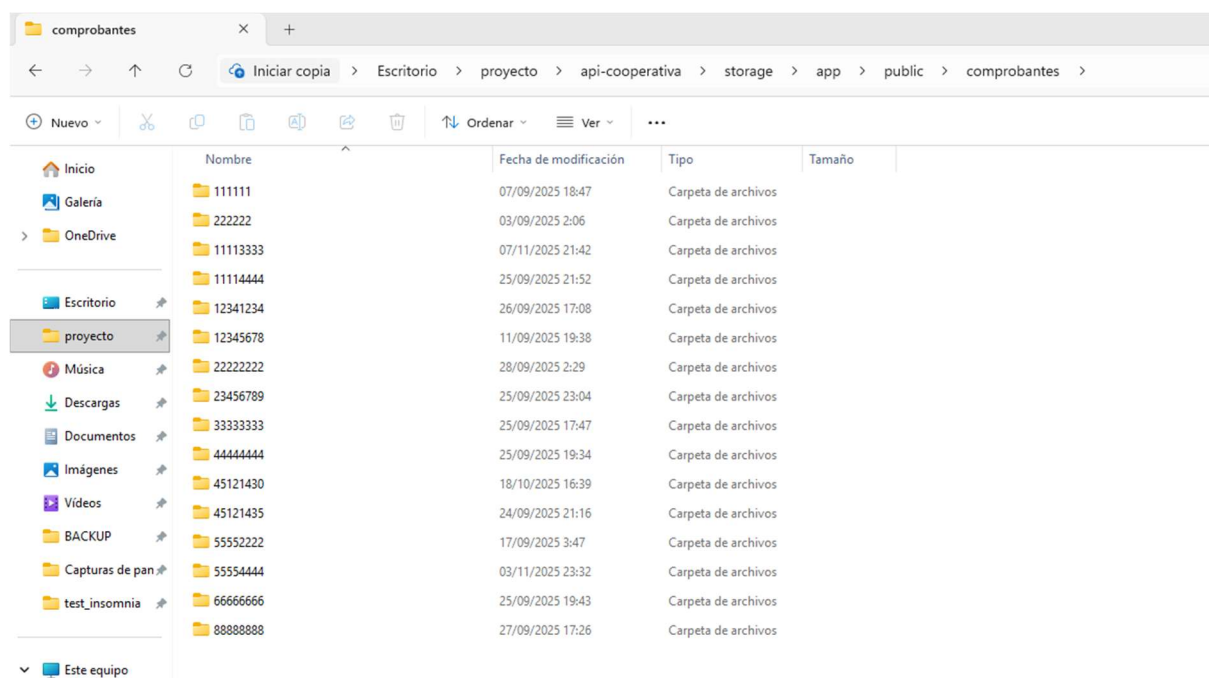 comprobantes
Iniciar copia > Escritorio > proyecto > api-cooperativa > storage > app > public > comprobantes >
Nuevo Ordenar Ver ...
Inicio
Galería
OneDrive
Escritorio
proyecto
Música
Descargas
Documentos
Imágenes
Vídeos
BACKUP
Capturas de pan
test_insomnia
Este equipo
Nombre Fecha de modificación Tipo Tamaño
111111 07/09/2025 18:47 Carpeta de archivos
222222 03/09/2025 2:06 Carpeta de archivos
11113333 07/11/2025 21:42 Carpeta de archivos
11114444 25/09/2025 21:52 Carpeta de archivos
12341234 26/09/2025 17:08 Carpeta de archivos
12345678 11/09/2025 19:38 Carpeta de archivos
22222222 28/09/2025 2:29 Carpeta de archivos
23456789 25/09/2025 23:04 Carpeta de archivos
33333333 25/09/2025 17:47 Carpeta de archivos
44444444 25/09/2025 19:34 Carpeta de archivos
45121430 18/10/2025 16:39 Carpeta de archivos
45121435 24/09/2025 21:16 Carpeta de archivos
55552222 17/09/2025 3:47 Carpeta de archivos
55554444 03/11/2025 23:32 Carpeta de archivos
66666666 25/09/2025 19:43 Carpeta de archivos
88888888 27/09/2025 17:26 Carpeta de archivos